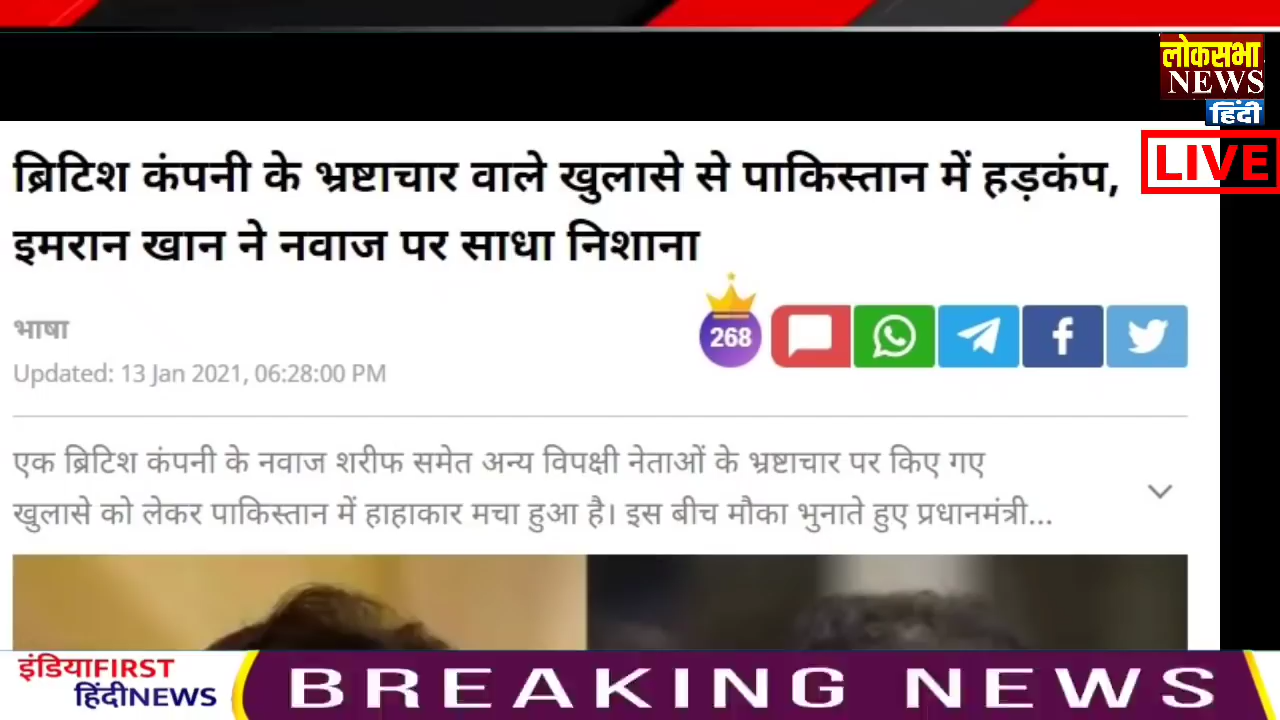 लोकसभा
NEWS
हिंदी
LIVE
ब्रिटिश कंपनी के भ्रष्टाचार वाले खुलासे से पाकिस्तान में हड़कंप,
इमरान खान ने नवाज पर साधा निशाना
भाषा
268
Updated: 13 Jan 2021, 06:28:00 PM
एक ब्रिटिश कंपनी के नवाज शरीफ समेत अन्य विपक्षी नेताओं के भ्रष्टाचार पर किए गए
खुलासे को लेकर पाकिस्तान में हाहाकार मचा हुआ है। इस बीच मौका भुनाते हुए प्रधानमंत्री...
इंडियाFIRST
हिंदीNEWS
BREAKING NEWS